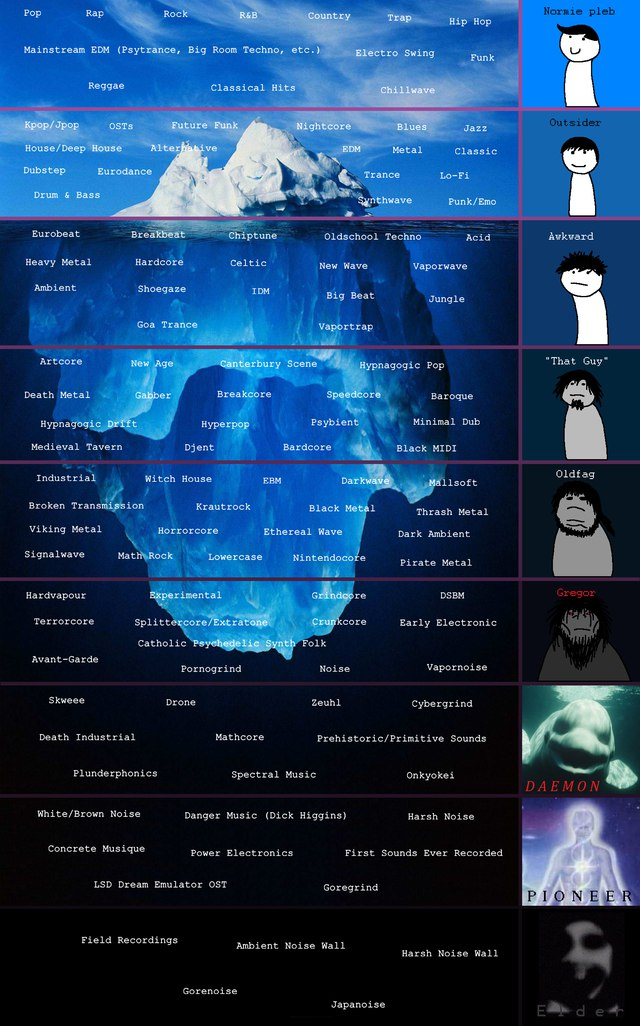 Pop Rap Rock R&B Country Trap Hip Hop Normie pleb
Mainstream EDM (Psytrance, Big Room Techno, etc.) Electro Swing Funk
Reggae Classical Hits Chillwave
Kpop/Jpop OSTs Future Funk Nightcore Blues Jazz Outsider
House/Deep House Alternative EDM Metal Classic
Dubstep Eurodance Trance Lo-Fi
Drum & Bass Synthwave Punk/Emo
Eurobeat Breakbeat Chiptune Oldschool Techno Acid Awkward
Heavy Metal Hardcore Celtic New Wave Vaporwave
Ambient Shoegaze IDM Big Beat Jungle
Goa Trance Vaportrap
Artcore New Age Canterbury Scene Hypnagogic Pop "That Guy"
Death Metal Gabber Breakcore Speedcore Baroque
Hypnagogic Drift Hyperpop Psybient Minimal Dub
Medieval Tavern Djent Bardcore Black MIDI
Industrial Witch House EBM Darkwave Mallsoft Oldfag
Broken Transmission Krautrock Black Metal Thrash Metal
Viking Metal Horrorcore Ethereal Wave Dark Ambient
Signalwave Math Rock Lowercase Nintendocore Pirate Metal
Hardvapour Experimental Grindcore DSBM Gregor
Terrorcore Splittercore/Extratone Crunkcore Early Electronic
Catholic Psychedelic Synth Folk
Avant-Garde Pornogrind Noise Vapornoise
Skweee Drone Zeuhl Cybergrind
Death Industrial Mathcore Prehistoric/Primitive Sounds
Plunderphonics Spectral Music Onkyokei DAEMON
White/Brown Noise Danger Music (Dick Higgins) Harsh Noise
Concrete Musique Power Electronics First Sounds Ever Recorded
LSD Dream Emulator OST Goregrind PIONEER
Field Recordings Ambient Noise Wall Harsh Noise Wall
Gorenoise Japanoise Elder